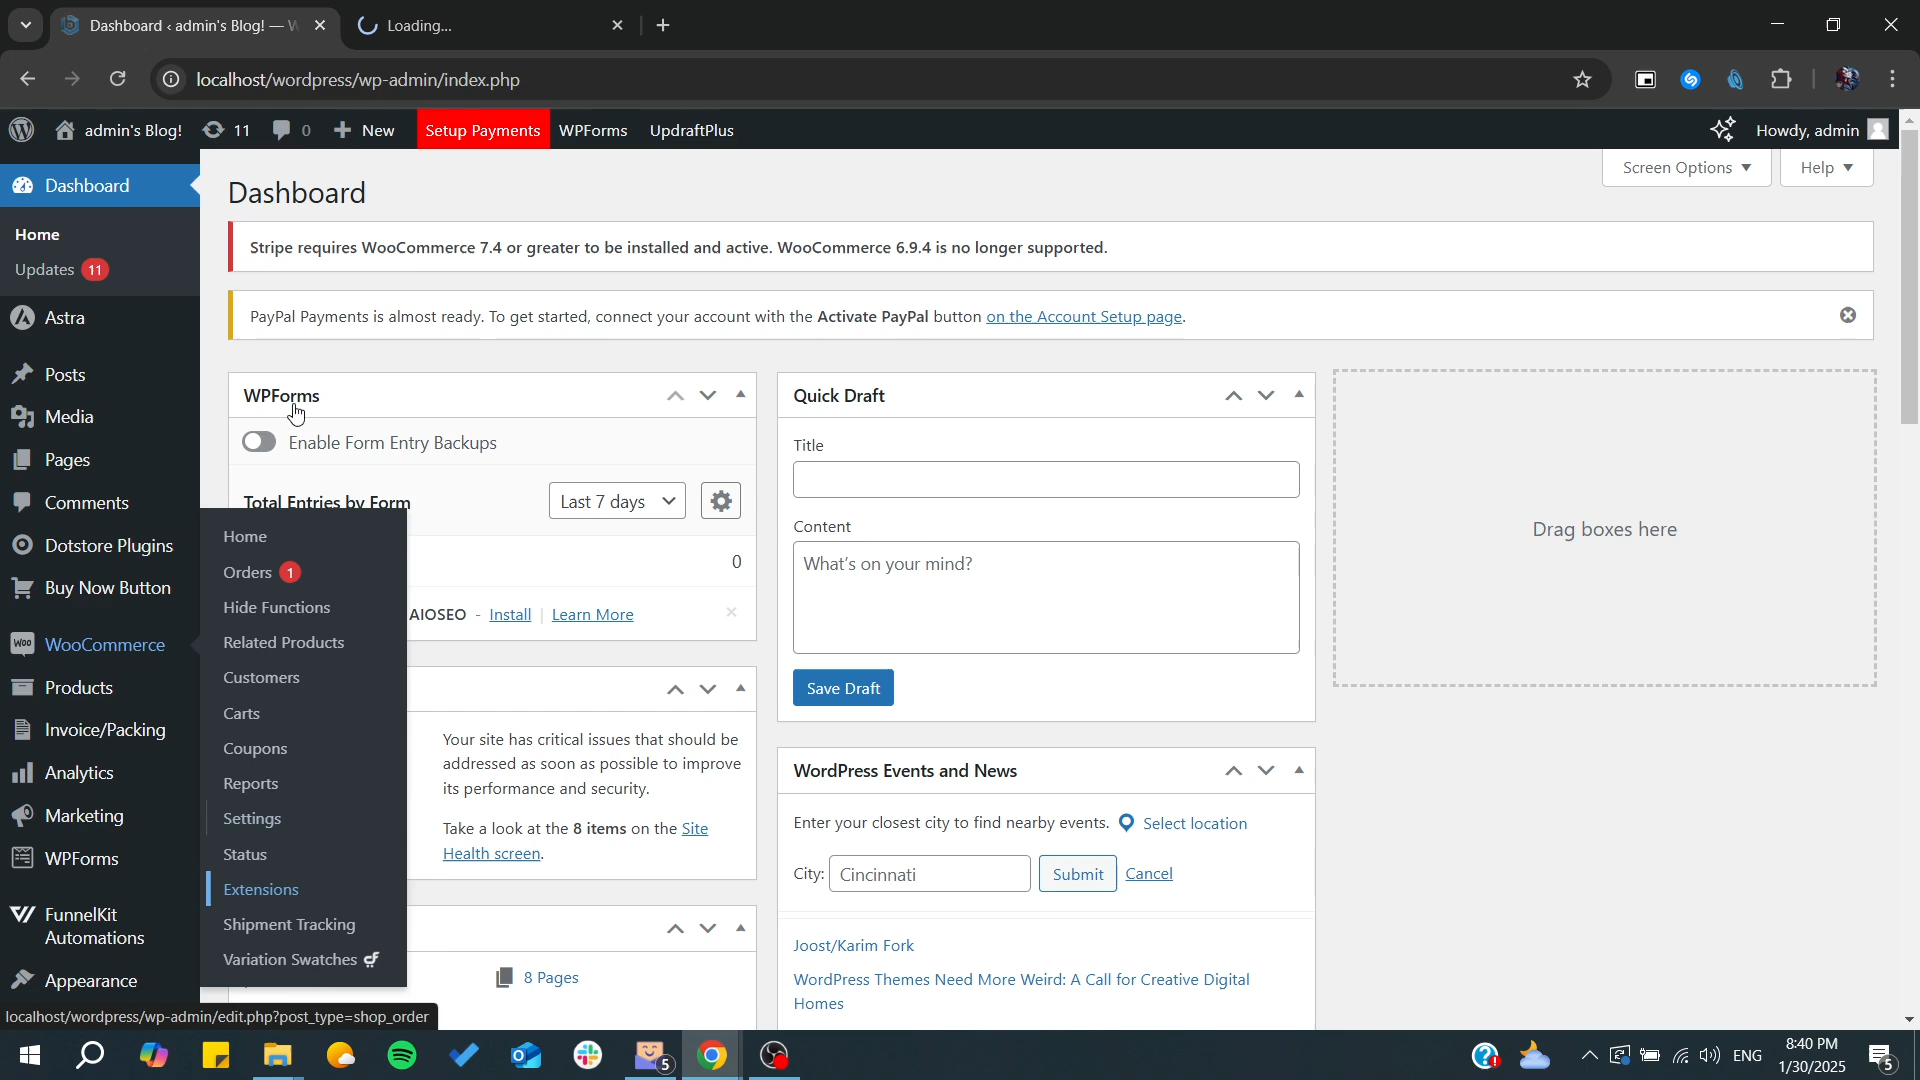 Dashboard ‹ admin's Blog! — W
Loading...
localhost/wordpress/wp-admin/index.php
admin's Blog!
11
0
New
Setup Payments
WPForms
UpdraftPlus
Howdy, admin
Dashboard
Screen Options
Help
Dashboard
Home
Updates 11
Stripe requires WooCommerce 7.4 or greater to be installed and active. WooCommerce 6.9.4 is no longer supported.
PayPal Payments is almost ready. To get started, connect your account with the Activate PayPal button on the Account Setup page.
Astra
Posts
Media
Pages
Comments
Dotstore Plugins
Buy Now Button
WooCommerce
Products
Invoice/Packing
Analytics
Marketing
WPForms
FunnelKit
Automations
Appearance
Home
Orders 1
Hide Functions
Related Products
Customers
Carts
Coupons
Reports
Settings
Status
Extensions
Shipment Tracking
Variation Swatches
WPForms
Enable Form Entry Backups
Total Entries by Form
Last 7 days
0
AIOSEO - Install | Learn More
Your site has critical issues that should be
addressed as soon as possible to improve
its performance and security.
Take a look at the 8 items on the Site
Health screen.
8 Pages
Quick Draft
Title
Content
What's on your mind?
Save Draft
WordPress Events and News
Enter your closest city to find nearby events.
Select location
City:
Cincinnati
Submit
Cancel
Joost/Karim Fork
WordPress Themes Need More Weird: A Call for Creative Digital
Homes
Drag boxes here
localhost/wordpress/wp-admin/edit.php?post_type=shop_order
5
ENG
8:40 PM
1/30/2025
5